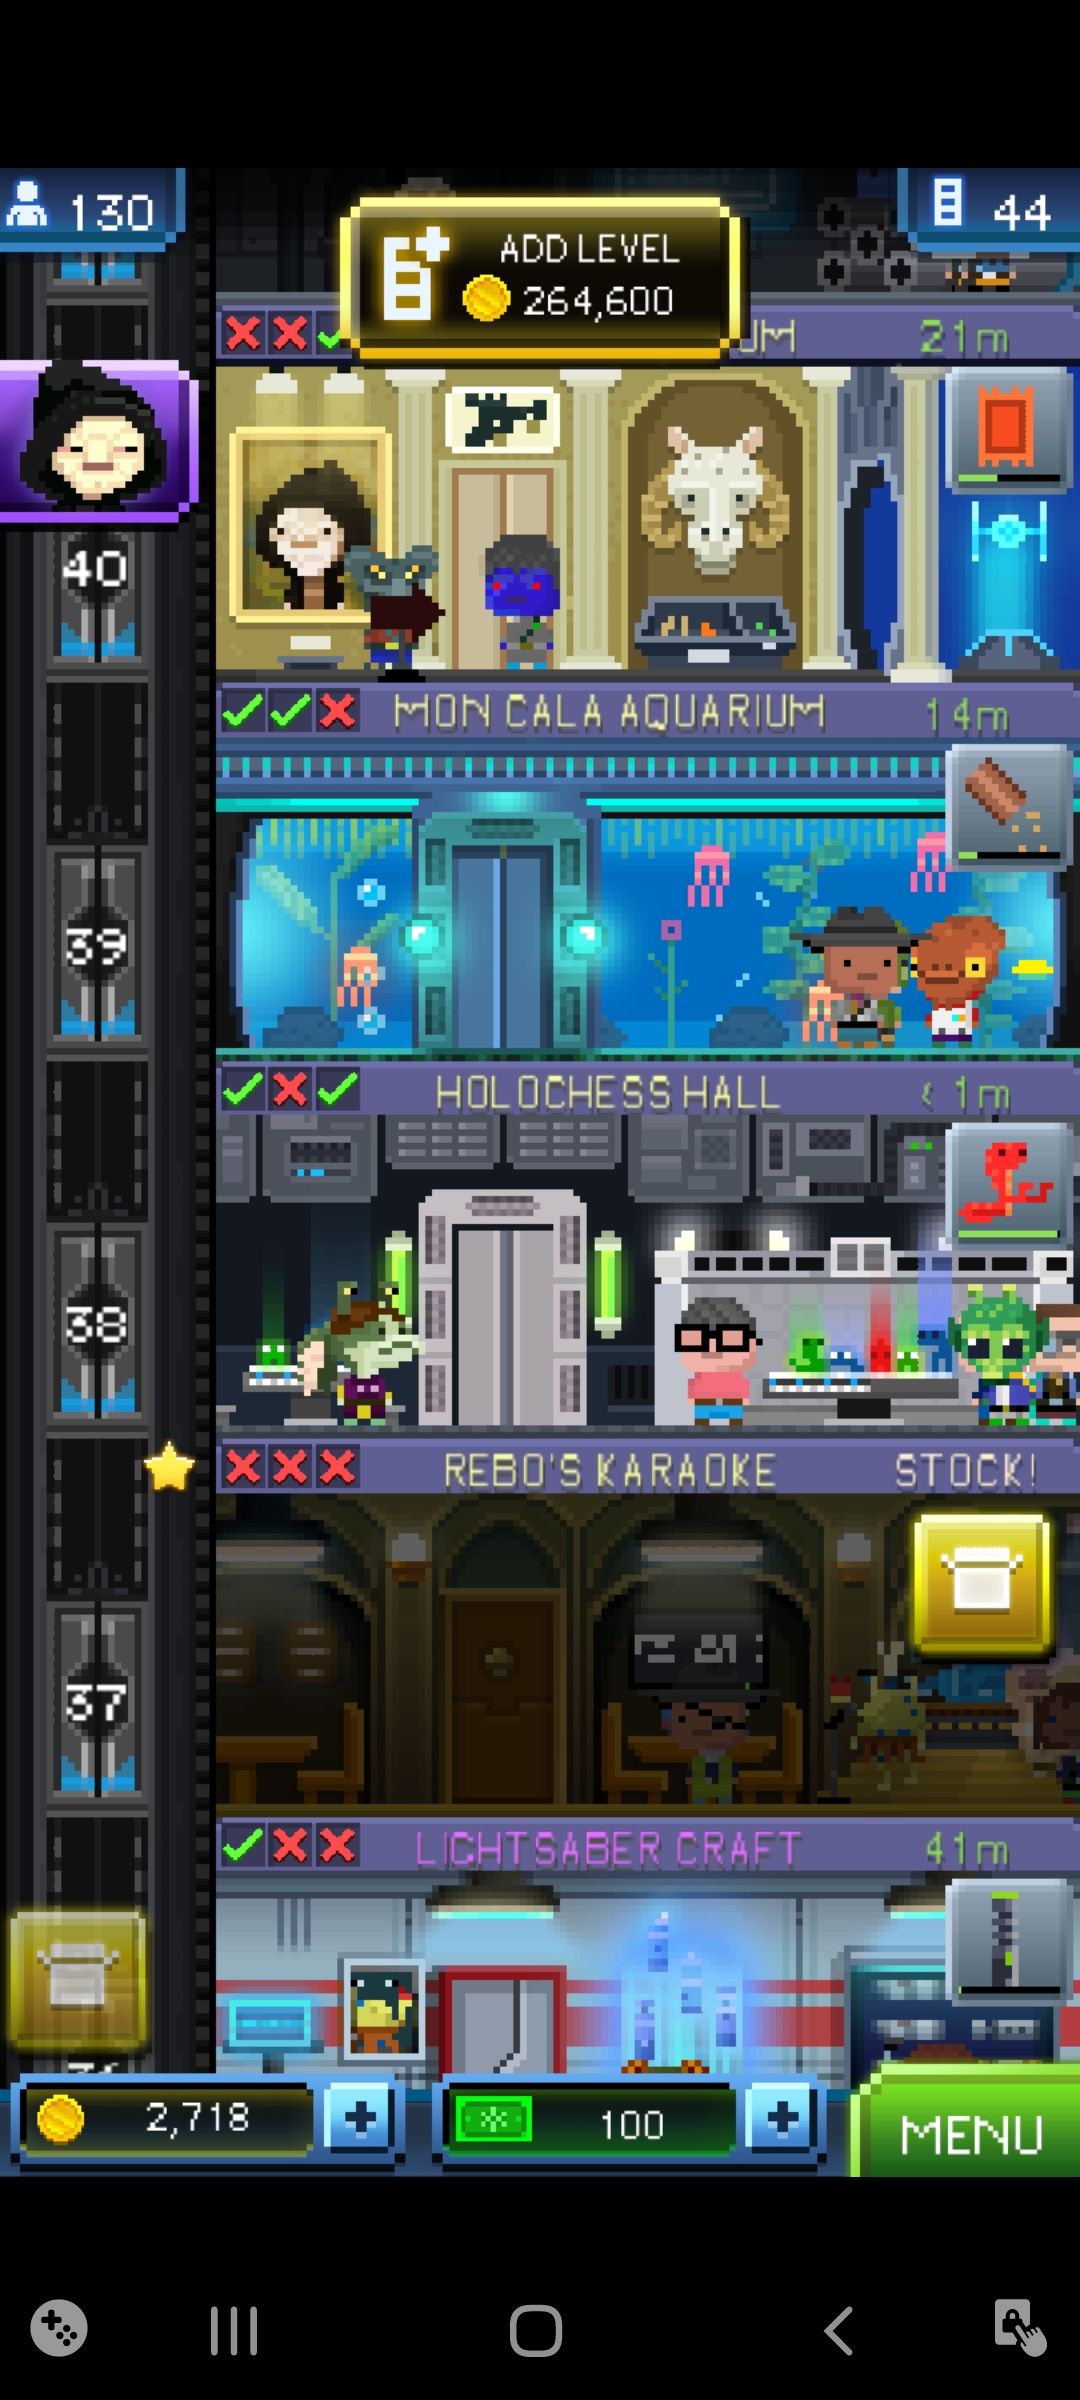 130
ADD LEVEL
264,600
44
UM
21m
40
MON CALA AQUARIUM
14m
39
HOLOCHESS HALL
< 1m
38
REBO'S KARAOKE
STOCK!
37
LIGHTSABER CRAFT
41m
2,718
100
MENU